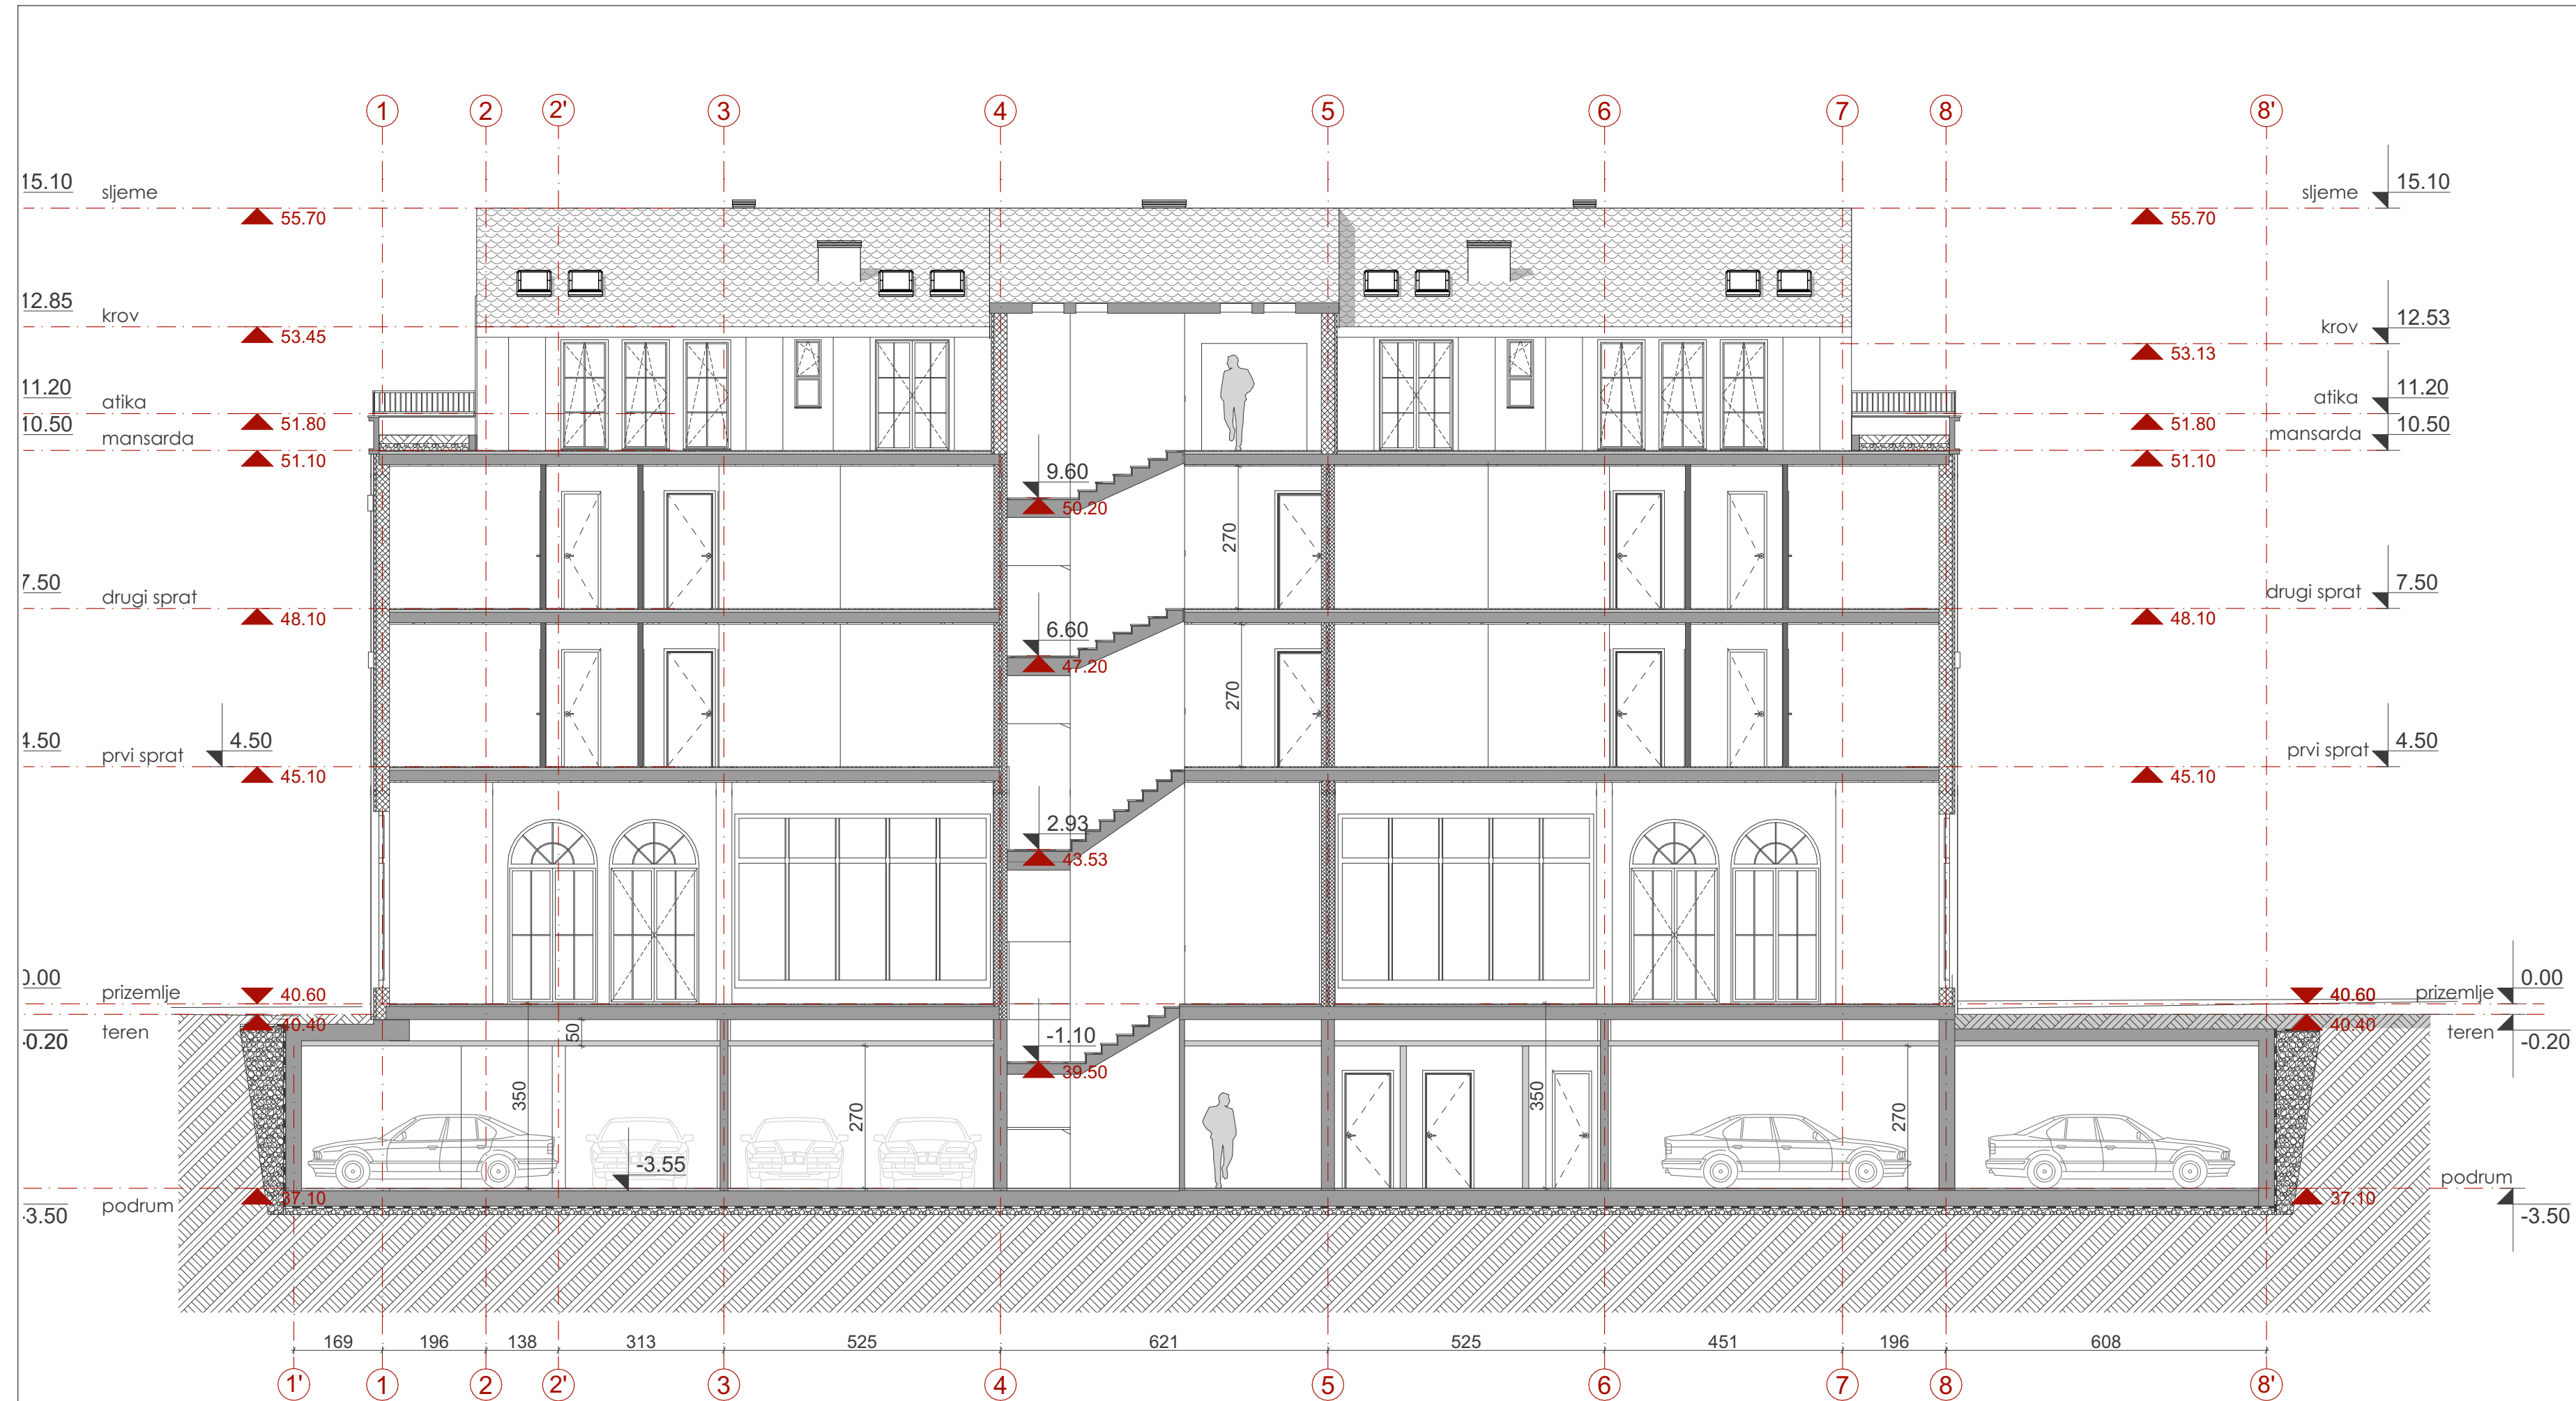 1 2 2' 3 4 5 6 7 8 8'
15.10 sljeme 55.70
sljeme 15.10 55.70
12.85 krov 53.45
krov 12.53 53.13
11.20 atika 51.80
atika 11.20 51.80
10.50 mansarda 51.10
mansarda 10.50 51.10
9.60
50.20
270
7.50 drugi sprat 48.10
drugi sprat 7.50 48.10
6.60
47.20
270
4.50 prvi sprat 4.50 45.10
prvi sprat 4.50 45.10
2.93
43.53
0.00 prizemlje 40.60
40.60 prizemlje 0.00
-0.20 teren 40.40
40.40 teren -0.20
50
-1.10
39.50
350
270
350
270
-3.55
-3.50 podrum 37.10
37.10 podrum -3.50
169 196 138 313 525 621 525 451 196 608
1' 1 2 2' 3 4 5 6 7 8 8'